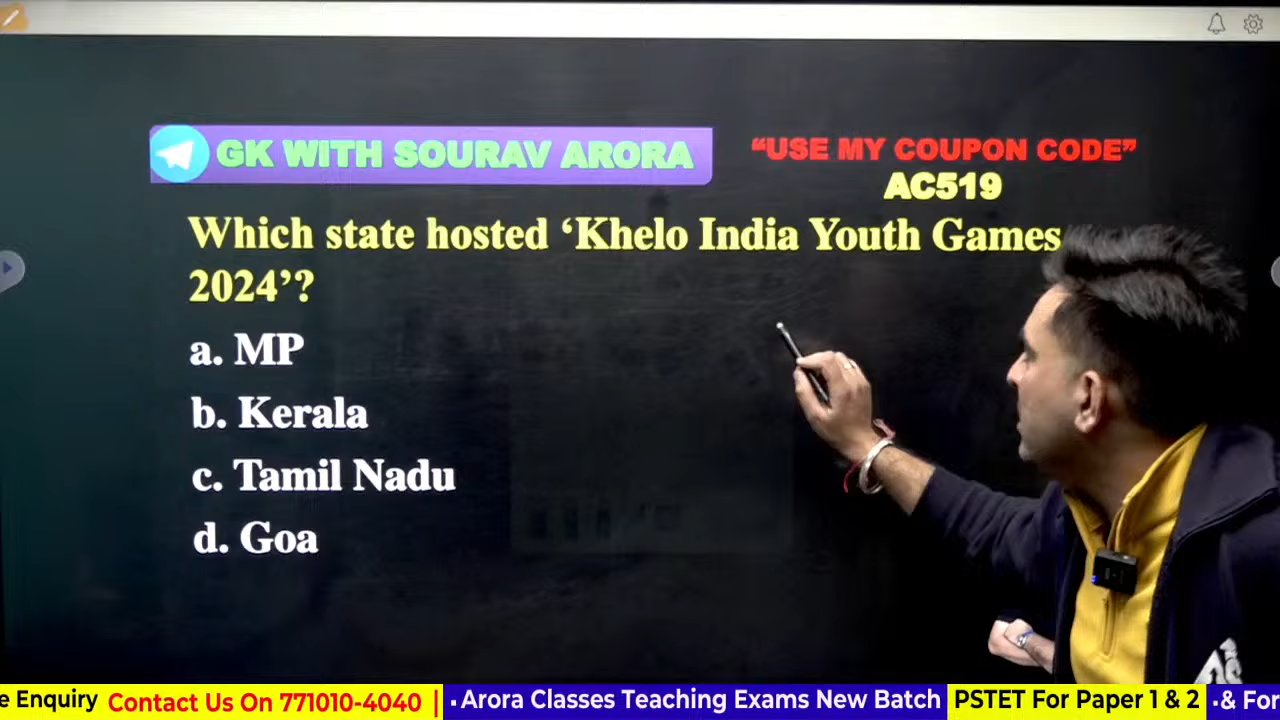 GK WITH SOURAV ARORA
“USE MY COUPON CODE”
AC519
Which state hosted ‘Khelo India Youth Games
2024’?
a. MP
b. Kerala
c. Tamil Nadu
d. Goa
e Enquiry Contact Us On 771010-4040 | • Arora Classes Teaching Exams New Batch PSTET For Paper 1 & 2 • & For